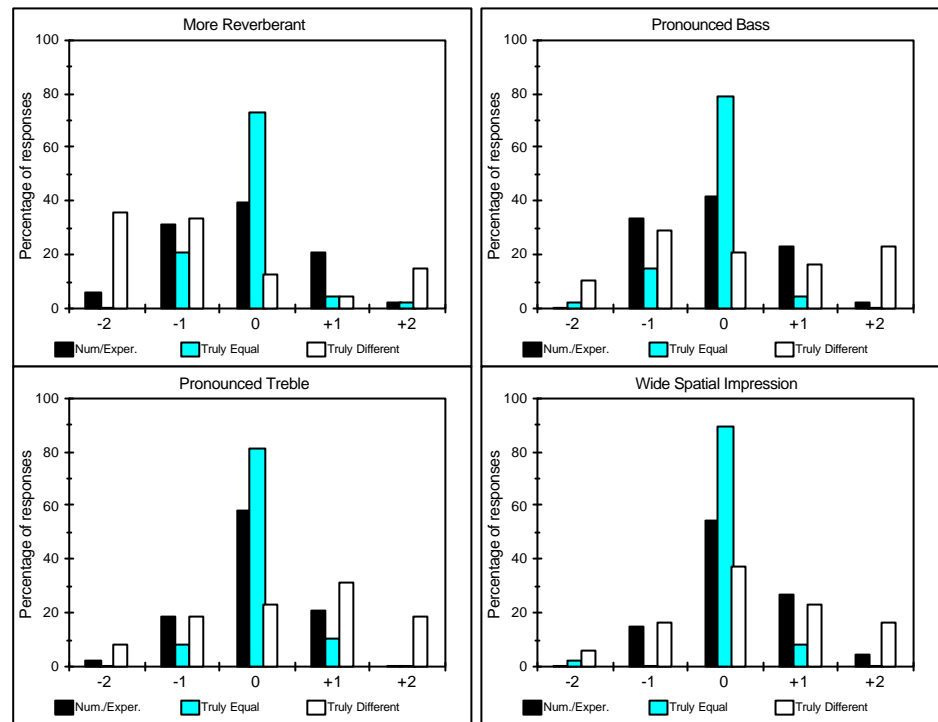 More Reverberant
100
80
60
40
20
0
Percentage of responses
-2 -1 0 +1 +2
Num/Exper. Truly Equal Truly Different
Pronounced Bass
100
80
60
40
20
0
Percentage of responses
-2 -1 0 +1 +2
Num./Exper. Truly Equal Truly Different
Pronounced Treble
100
80
60
40
20
0
Percentage of responses
-2 -1 0 +1 +2
Num./Exper. Truly Equal Truly Different
Wide Spatial Impression
100
80
60
40
20
0
Percentage of responses
-2 -1 0 +1 +2
Num./Exper. Truly Equal Truly Different